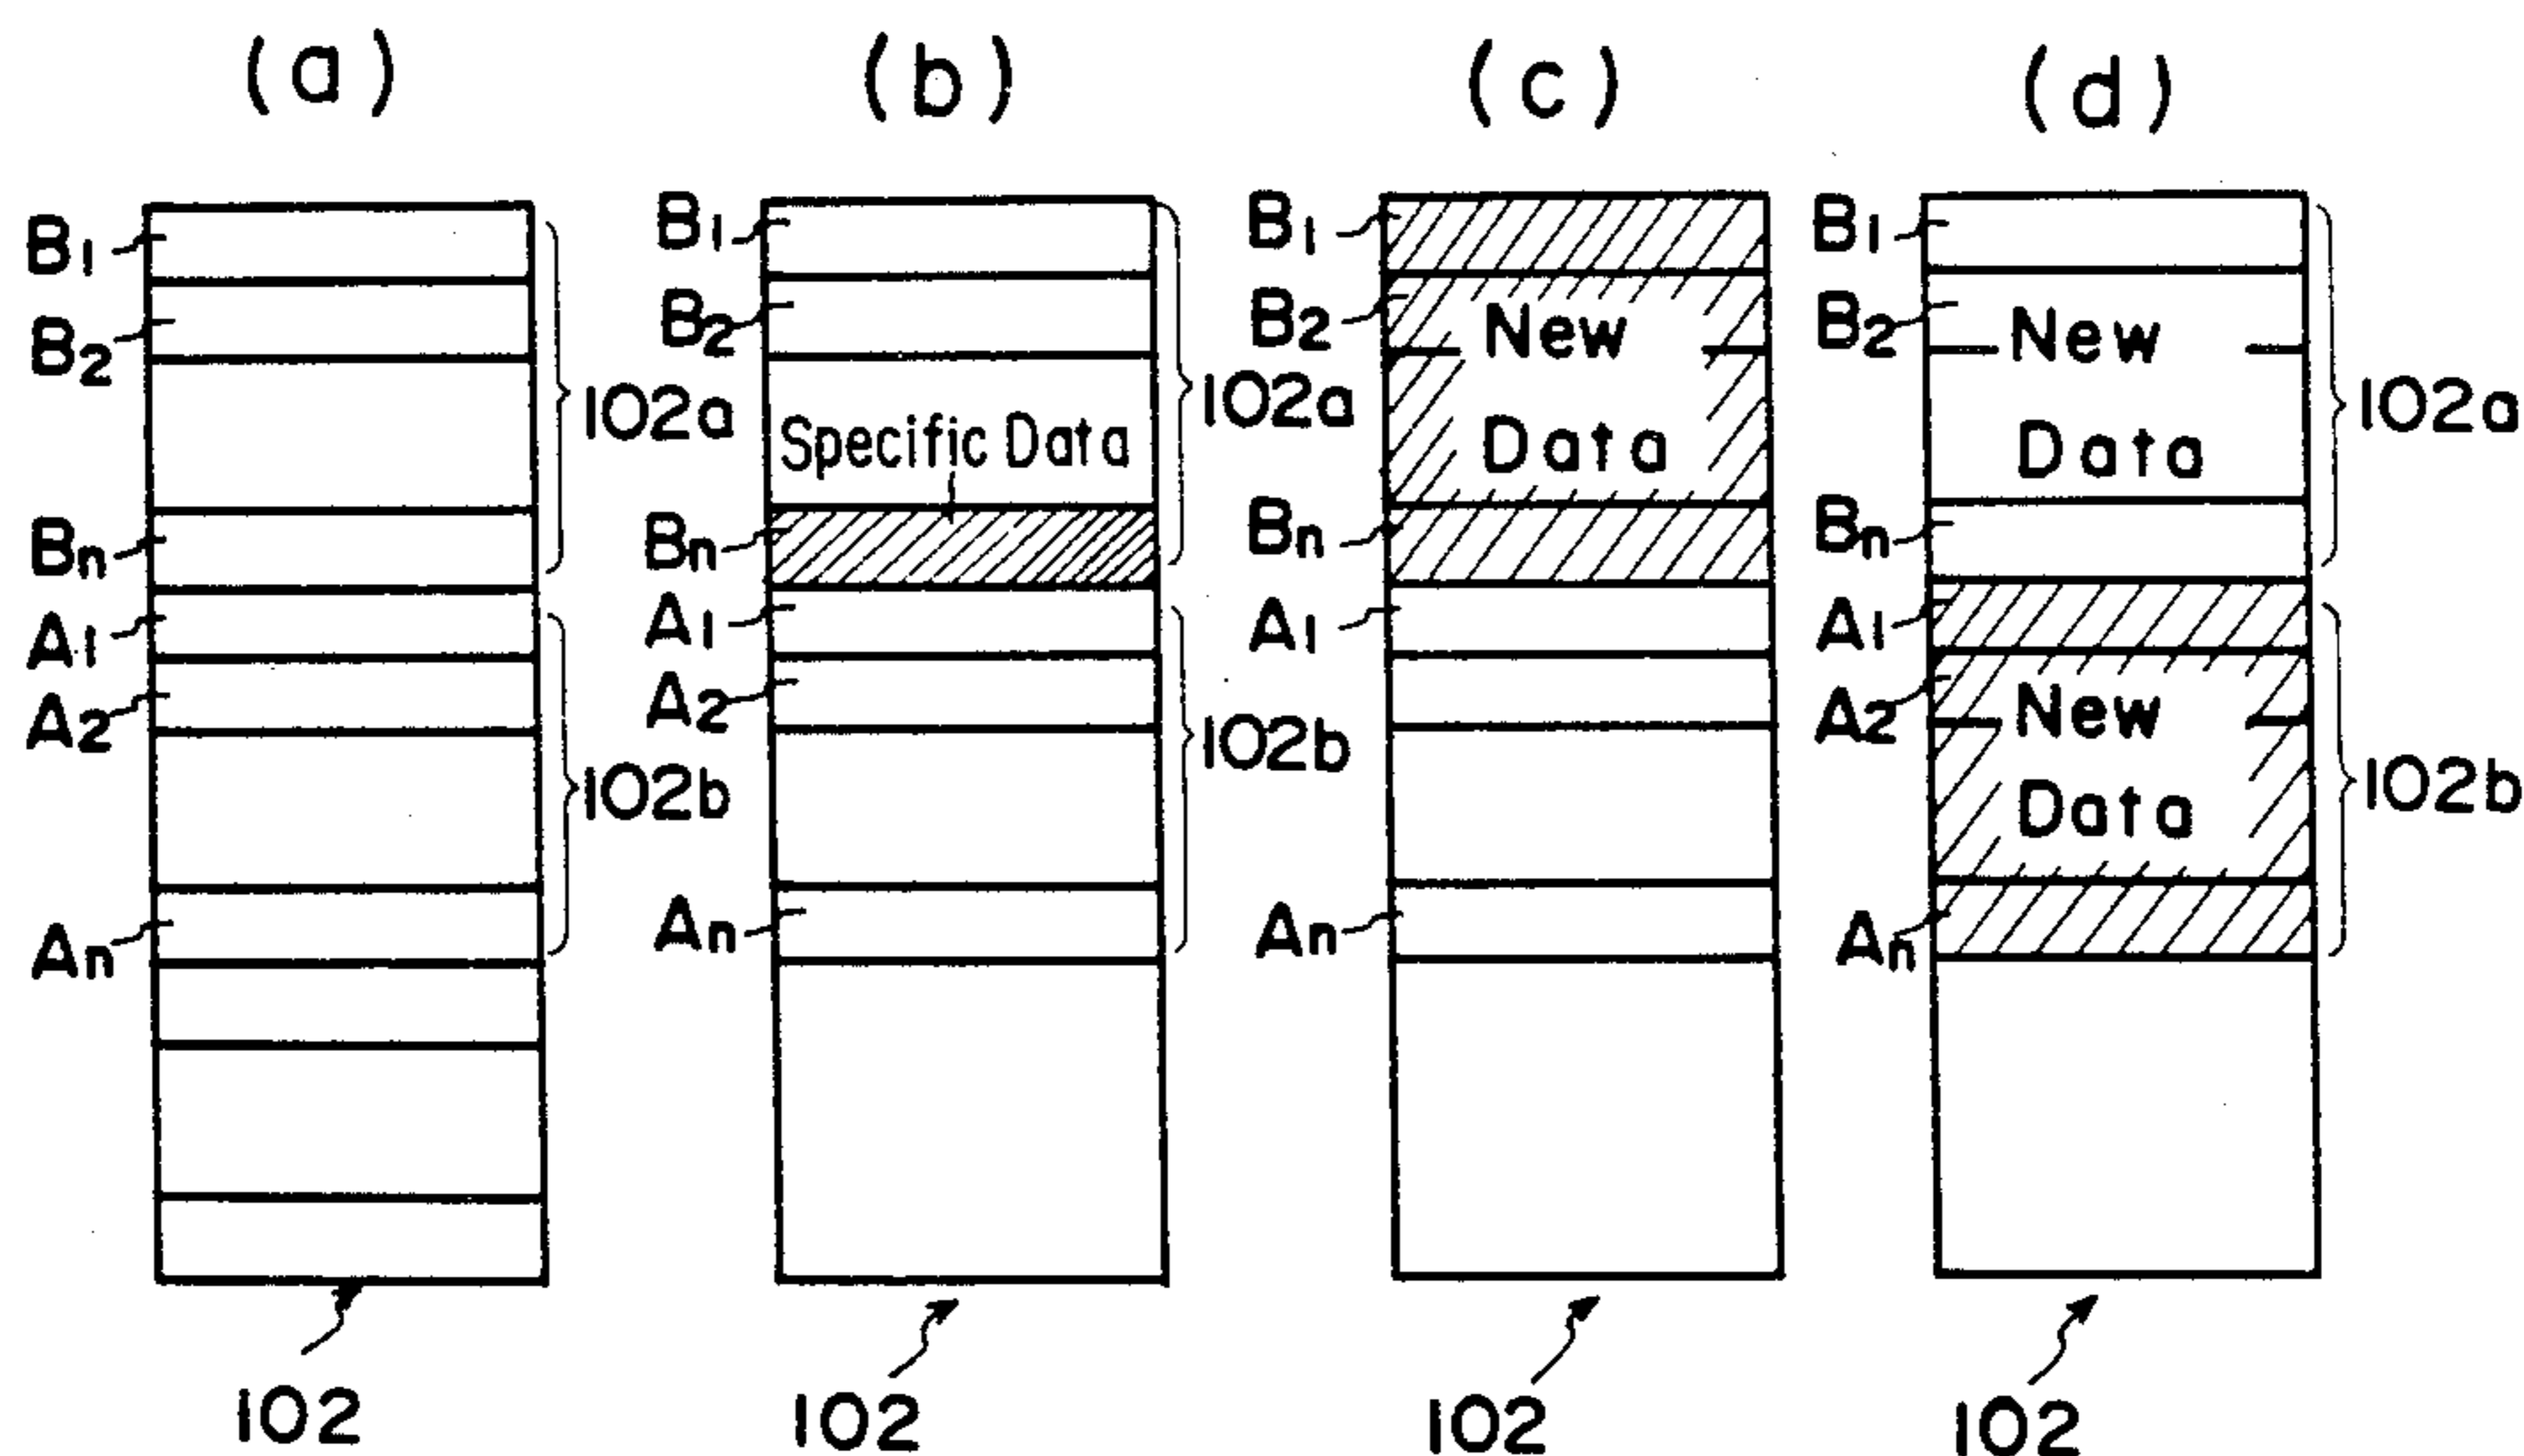 (a)
B1
B2
102a
Bn
A1
A2
102b
An
102
(b)
B1
B2
102a
Specific Data
Bn
A1
A2
102b
An
102
(c)
B1
B2
New
Data
Bn
A1
An
102
(d)
B1
B2
New
102a
Data
Bn
A1
A2
New
102b
Data
An
102